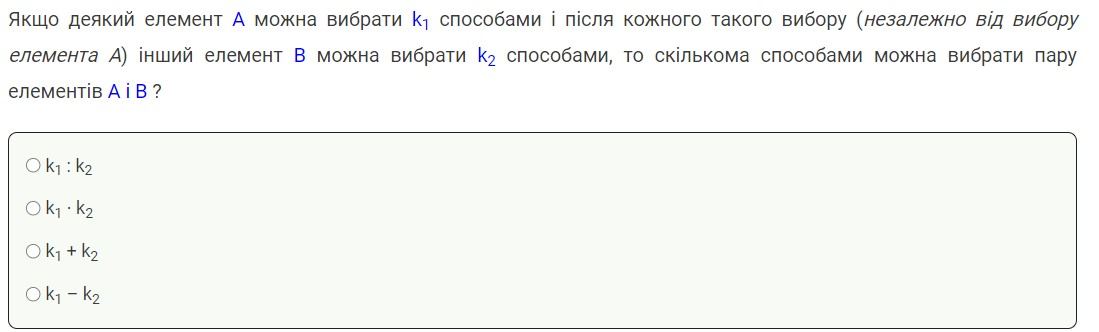 Якщо деякий елемент А можна вибрати k₁ способами і після кожного такого вибору (незалежно від вибору
елемента А) інший елемент В можна вибрати k₂ способами, то скількома способами можна вибрати пару
елементів А і В ?
k₁ : k₂
k₁ · k₂
k₁ + k₂
k₁ − k₂